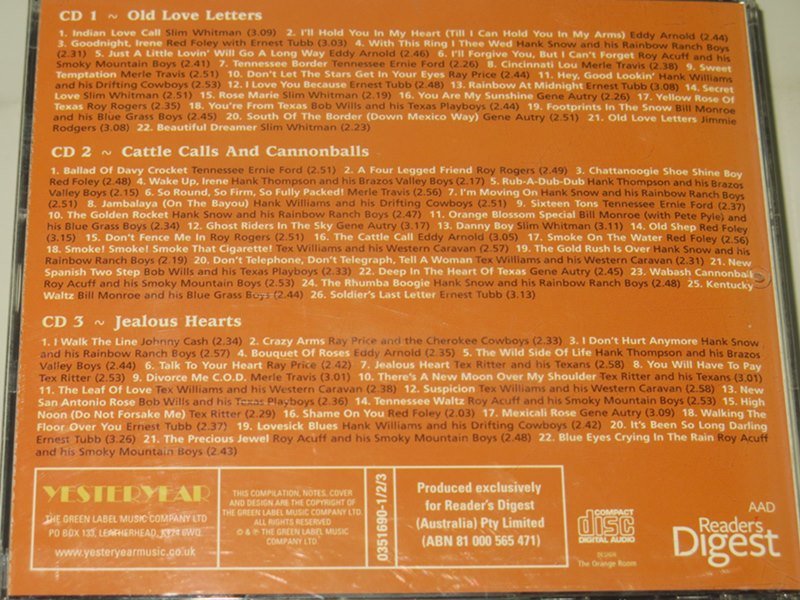 CD 1 ~ Old Love Letters
1. Indian Love Call Slim Whitman (3.09) 2. I'll Hold You In My Heart (Till I Can Hold You In My Arms) Eddy Arnold (2.44)
3. Goodnight, Irene Red Foley with Ernest Tubb (3.03) 4. With This Ring I Thee Wed Hank Snow and his Rainbow Ranch Boys
(2.31) 5. Just A Little Lovin' Will Go A Long Way Eddy Arnold (2.46) 6. I'll Forgive You, But I Can't Forget Roy Acuff and his
Smoky Mountain Boys (2.41) 7. Tennessee Border Tennessee Ernie Ford (2.26) 8. Cincinnati Lou Merle Travis (2.38) 9. Sweet
Temptation Merle Travis (2.51) 10. Don't Let The Stars Get In Your Eyes Ray Price (2.44) 11. Hey, Good Lookin' Hank Williams
and his Drifting Cowboys (2.53) 12. I Love You Because Ernest Tubb (2.48) 13. Rainbow At Midnight Ernest Tubb (3.08) 14. Secret
Love Slim Whitman (2.51) 15. Rose Marie Slim Whitman (2.19) 16. You Are My Sunshine Gene Autry (2.26) 17. Yellow Rose Of
Texas Roy Rogers (2.35) 18. You're From Texas Bob Wills and his Texas Playboys (2.44) 19. Footprints In The Snow Bill Monroe
and his Blue Grass Boys (2.45) 20. South Of The Border (Down Mexico Way) Gene Autry (2.51) 21. Old Love Letters Jimmie
Rodgers (3.08) 22. Beautiful Dreamer Slim Whitman (2.23)
CD 2 ~ Cattle Calls And Cannonballs
1. Ballad Of Davy Crocket Tennessee Ernie Ford (2.51) 2. A Four Legged Friend Roy Rogers (2.49) 3. Chattanoogie Shoe Shine Boy
Red Foley (2.48) 4. Wake Up, Irene Hank Thompson and his Brazos Valley Boys (2.17) 5. Rub-A-Dub-Dub Hank Thompson and his Brazos
Valley Boys (2.15) 6. So Round, So Firm, So Fully Packed! Merle Travis (2.56) 7. I'm Moving On Hank Snow and his Rainbow Ranch Boys
(2.51) 8. Jambalaya (On The Bayou) Hank Williams and his Drifting Cowboys (2.51) 9. Sixteen Tons Tennessee Ernie Ford (2.37)
10. The Golden Rocket Hank Snow and his Rainbow Ranch Boys (2.47) 11. Orange Blossom Special Bill Monroe (with Pete Pyle) and
his Blue Grass Boys (2.34) 12. Ghost Riders In The Sky Gene Autry (3.17) 13. Danny Boy Slim Whitman (3.11) 14. Old Shep Red Foley
(3.15) 15. Don't Fence Me In Roy Rogers (2.51) 16. The Cattle Call Eddy Arnold (3.05) 17. Smoke On The Water Red Foley (2.56)
18. Smoke! Smoke! Smoke That Cigarette! Tex Williams and his Western Caravan (2.57) 19. The Gold Rush Is Over Hank Snow and his
Rainbow Ranch Boys (2.19) 20. Don't Telephone, Don't Telegraph, Tell A Woman Tex Williams and his Western Caravan (2.31) 21. New
Spanish Two Step Bob Wills and his Texas Playboys (2.33) 22. Deep In The Heart Of Texas Gene Autry (2.45) 23. Wabash Cannonball
Roy Acuff and his Smoky Mountain Boys (2.53) 24. The Rhumba Boogie Hank Snow and his Rainbow Ranch Boys (2.48) 25. Kentucky
Waltz Bill Monroe and his Blue Grass Boys (2.44) 26. Soldier's Last Letter Ernest Tubb (3.13)
CD 3 ~ Jealous Hearts
1. I Walk The Line Johnny Cash (2.34) 2. Crazy Arms Ray Price and the Cherokee Cowboys (2.33) 3. I Don't Hurt Anymore Hank Snow
and his Rainbow Ranch Boys (2.57) 4. Bouquet Of Roses Eddy Arnold (2.35) 5. The Wild Side Of Life Hank Thompson and his Brazos
Valley Boys (2.44) 6. Talk To Your Heart Ray Price (2.42) 7. Jealous Heart Tex Ritter and his Texans (2.58) 8. You Will Have To Pay
Tex Ritter (2.53) 9. Divorce Me C.O.D. Merle Travis (3.01) 10. There's A New Moon Over My Shoulder Tex Ritter and his Texans (3.01)
11. The Leaf Of Love Tex Williams and his Western Caravan (2.38) 12. Suspicion Tex Williams and his Western Caravan (2.58) 13. New
San Antonio Rose Bob Wills and his Texas Playboys (2.36) 14. Tennessee Waltz Roy Acuff and his Smoky Mountain Boys (2.53) 15. High
Noon (Do Not Forsake Me) Tex Ritter (2.29) 16. Shame On You Red Foley (2.03) 17. Mexicali Rose Gene Autry (3.09) 18. Walking The
Floor Over You Ernest Tubb (2.37) 19. Lovesick Blues Hank Williams and his Drifting Cowboys (2.42) 20. It's Been So Long Darling
Ernest Tubb (3.26) 21. The Precious Jewel Roy Acuff and his Smoky Mountain Boys (2.48) 22. Blue Eyes Crying In The Rain Roy Acuff
and his Smoky Mountain Boys (2.43)
YESTERYEAR
THE GREEN LABEL MUSIC COMPANY LTD
PO BOX 133, LEATHERHEAD, KT24 6WQ
www.yesteryearmusic.co.uk
THIS COMPILATION, NOTES, COVER
AND DESIGN ARE THE COPYRIGHT OF
THE GREEN LABEL MUSIC COMPANY LTD.
ALL RIGHTS RESERVED
© & ℗ THE GREEN LABEL MUSIC
COMPANY LTD.
0351690-1/2/3
Produced exclusively
for Reader's Digest
(Australia) Pty Limited
(ABN 81 000 565 471)
COMPACT
disc
DIGITAL AUDIO
DESIGN
The Orange Room
AAD
Readers
Digest